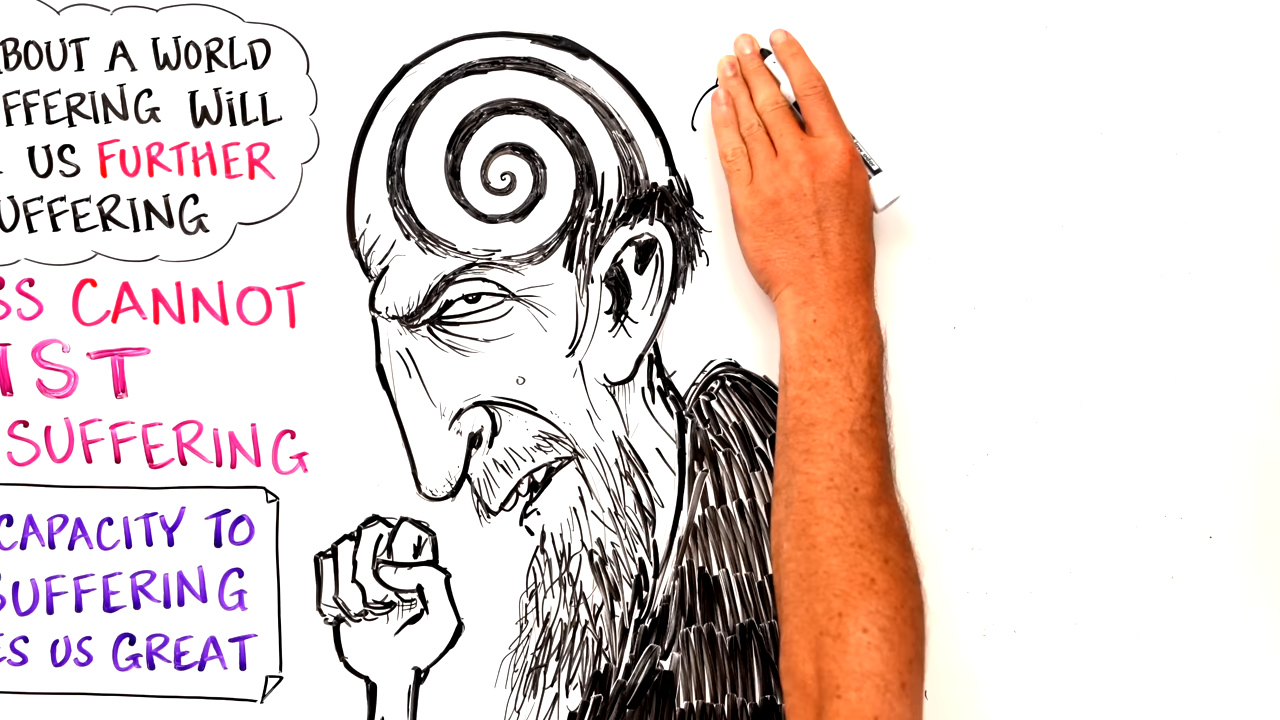 BOUT A WORLD
FFERING WiLL
US FURTHER
UFFERING
SS CANNOT
IST
SUFFERING
CAPACITY TO
SUFFERING
ES US GREAT